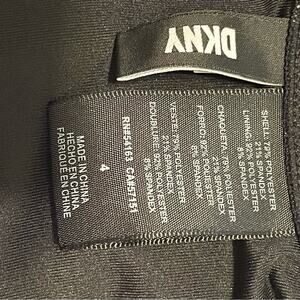 DKNY
SHELL: 79% POLYESTER
21% SPANDEX
LINING: 92% POLYESTER
8% SPANDEX
CHAQUETA: 79% POLIESTER
21% SPANDEX
FORRO: 92% POLIESTER
8% SPANDEX
VESTE: 79% POLYESTER
21% SPANDEX
DOUBLURE: 92% POLYESTER
8% SPANDEX
RN#54163 CA#57151
4
MADE IN CHINA
HECHO EN CHINA
FABRIQUÉ EN CHINE